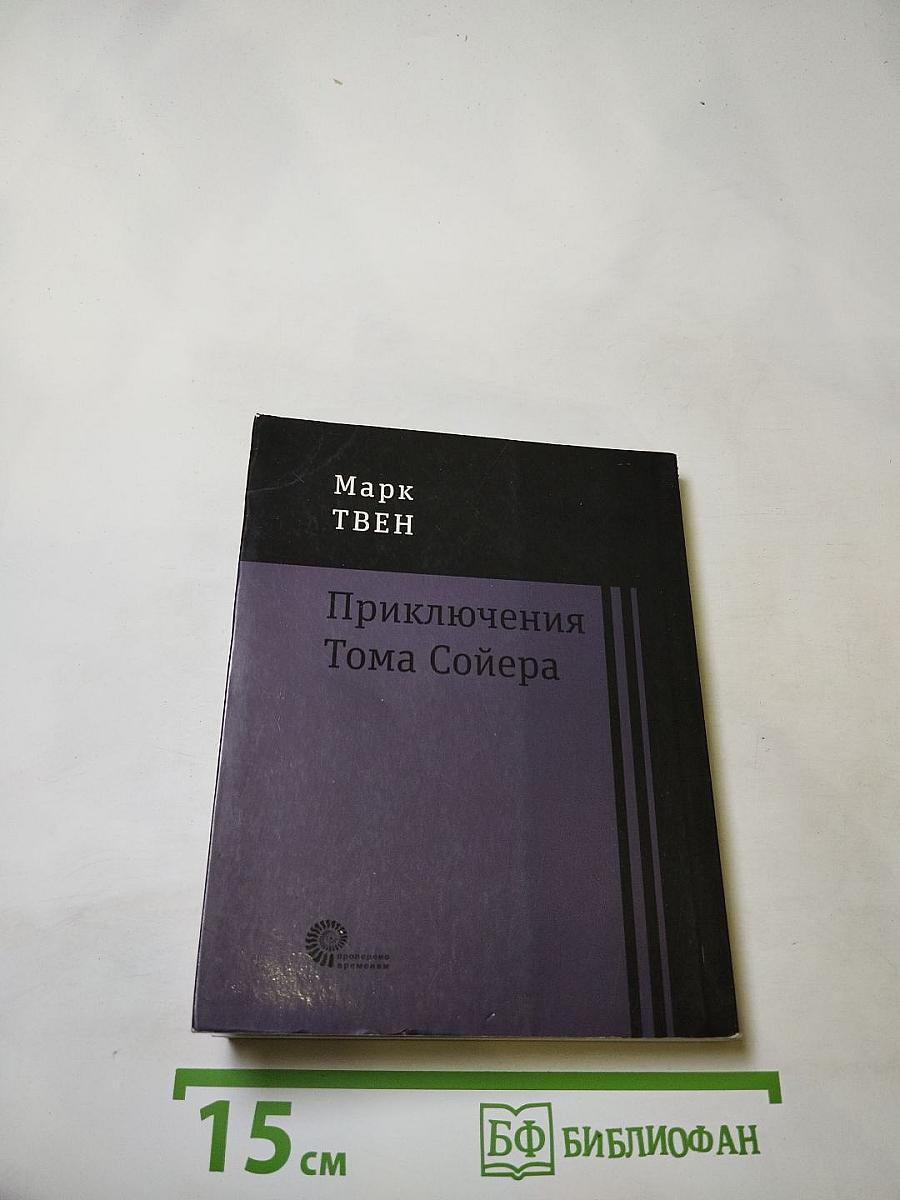 Марк
ТВЕН
Приключения
Тома Сойера
проверено
временем
15 см
БФ БИБЛИОФАН